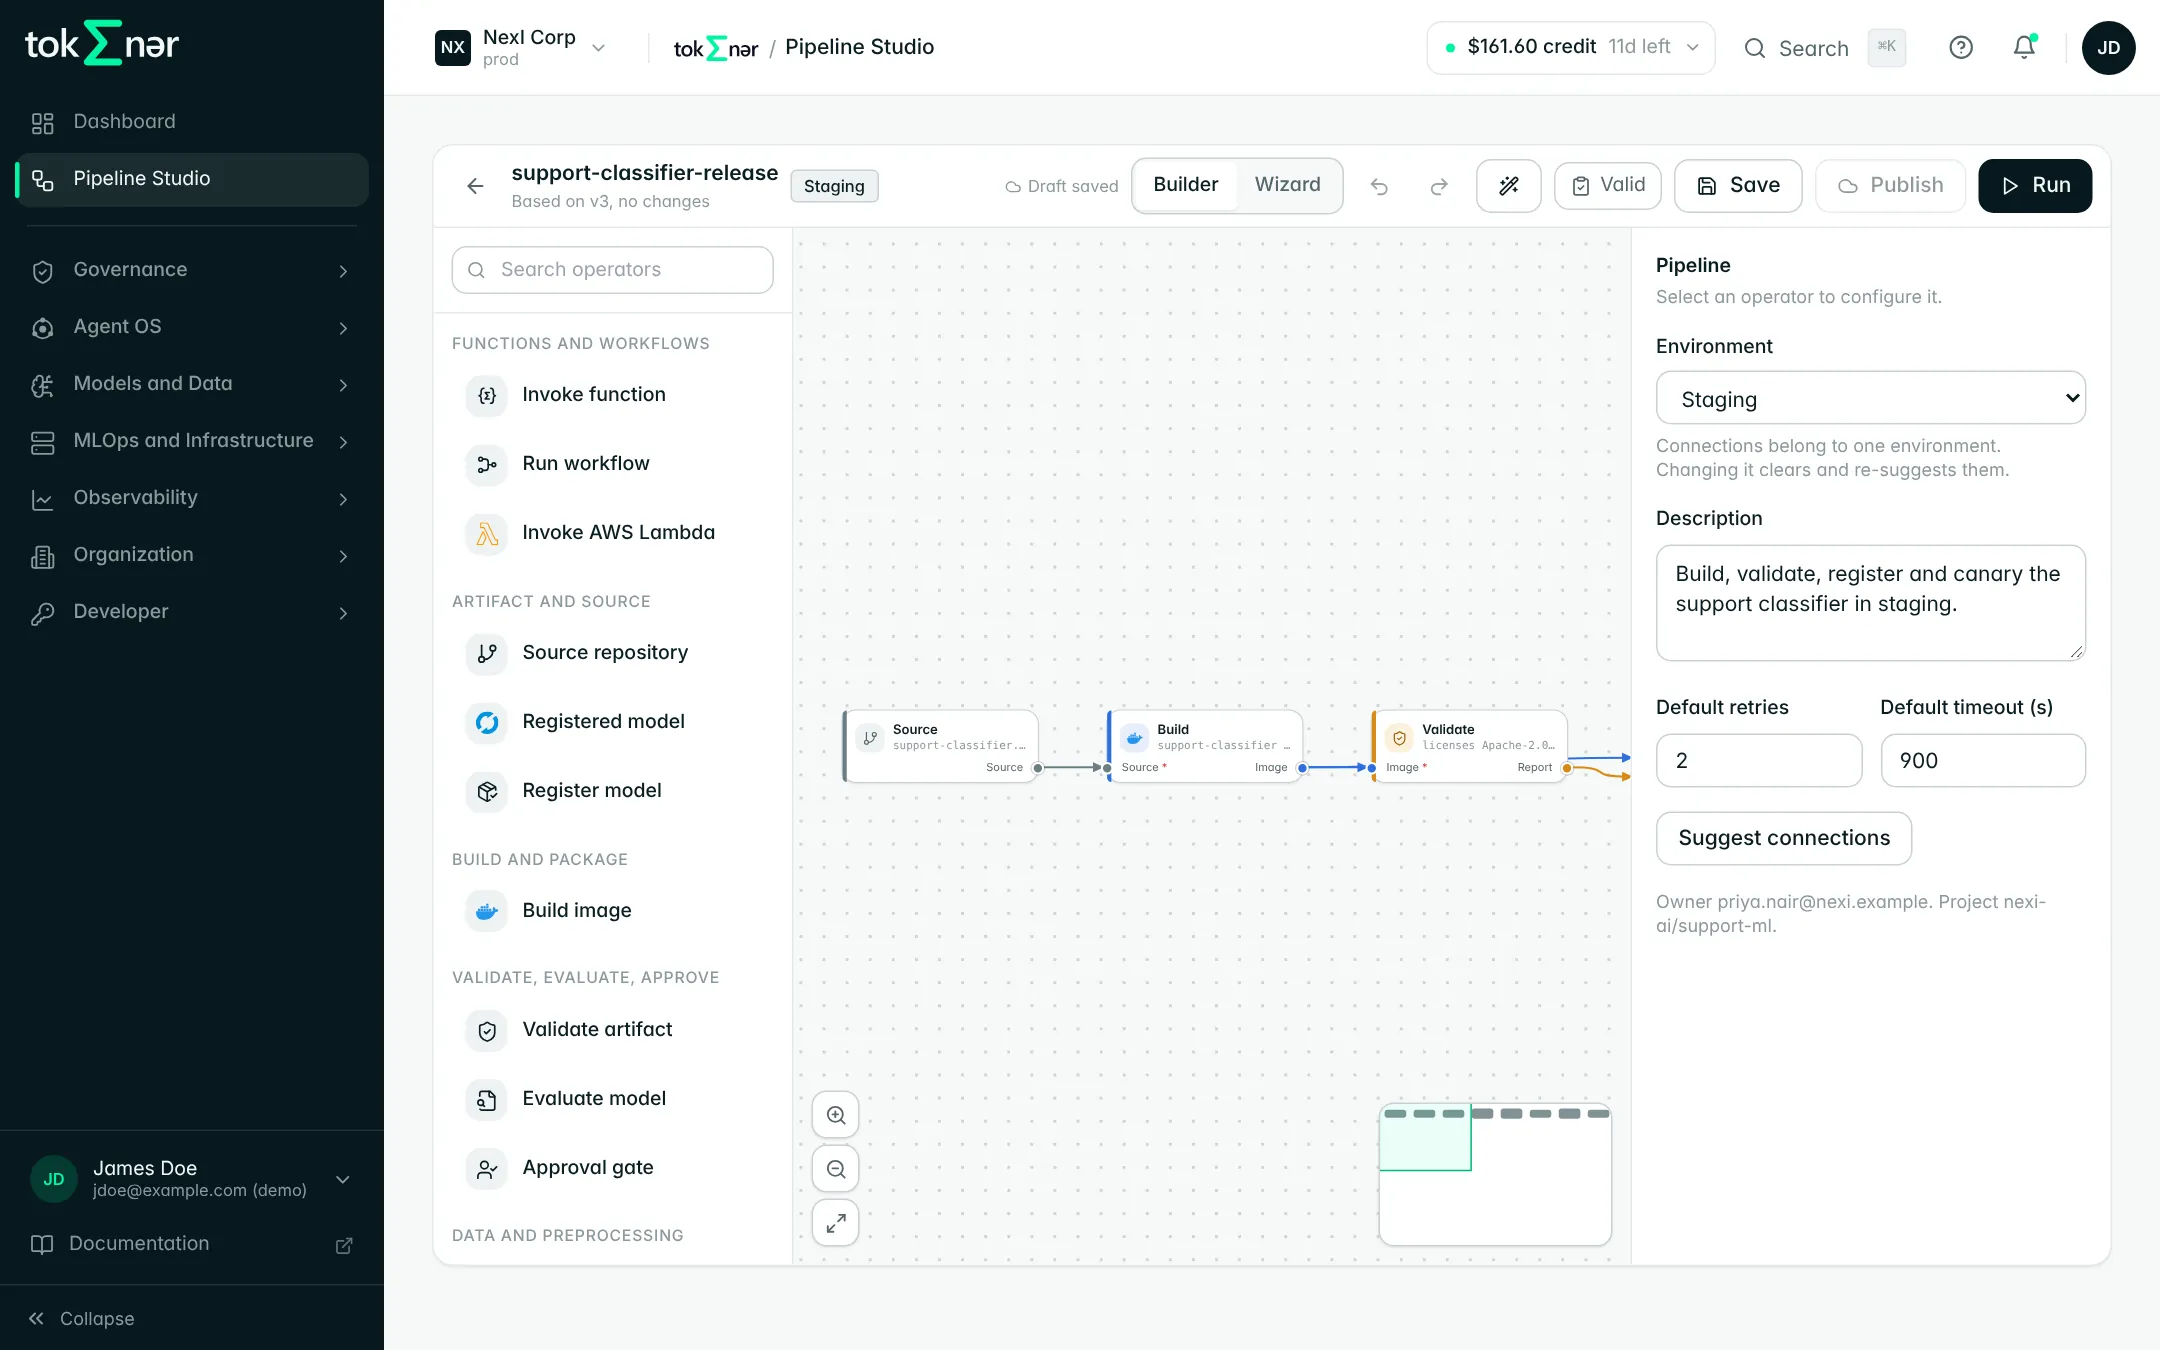 tokΣnər
Dashboard
Pipeline Studio
Governance
Agent OS
Models and Data
MLOps and Infrastructure
Observability
Organization
Developer
JD
James Doe
jdoe@example.com (demo)
Documentation
Collapse
NX
Nexl Corp
prod
tokΣnər / Pipeline Studio
$161.60 credit 11d left
Search ⌘K
JD
support-classifier-release
Based on v3, no changes
Staging
Draft saved
Builder
Wizard
Valid
Save
Publish
Run
Search operators
FUNCTIONS AND WORKFLOWS
Invoke function
Run workflow
Invoke AWS Lambda
ARTIFACT AND SOURCE
Source repository
Registered model
Register model
BUILD AND PACKAGE
Build image
VALIDATE, EVALUATE, APPROVE
Validate artifact
Evaluate model
Approval gate
DATA AND PREPROCESSING
Source
support-classifier.…
Source
Build
support-classifier …
Source * Image
Validate
licenses Apache-2.0…
Image * Report
Pipeline
Select an operator to configure it.
Environment
Staging
Connections belong to one environment.
Changing it clears and re-suggests them.
Description
Build, validate, register and canary the
support classifier in staging.
Default retries
Default timeout (s)
2
900
Suggest connections
Owner priya.nair@nexi.example. Project nexi-
ai/support-ml.